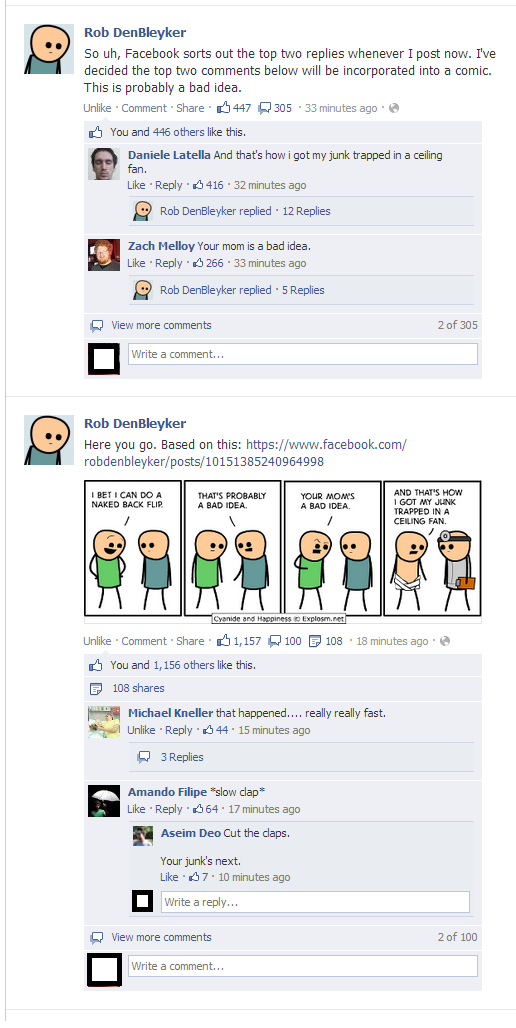 Rob DenBleyker
So uh, Facebook sorts out the top two replies whenever I post now. I've
decided the top two comments below will be incorporated into a comic.
This is probably a bad idea.
Unlike · Comment · Share · 447 305 · 33 minutes ago ·
You and 446 others like this.
Daniele Latella And that's how i got my junk trapped in a ceiling
fan.
Like · Reply · 416 · 32 minutes ago
Rob DenBleyker replied · 12 Replies
Zach Melloy Your mom is a bad idea.
Like · Reply · 266 · 33 minutes ago
Rob DenBleyker replied · 5 Replies
View more comments 2 of 305
Write a comment...
Rob DenBleyker
Here you go. Based on this: https://www.facebook.com/
robdenbleyker/posts/10151385240964998
I BET I CAN DO A
NAKED BACK FLIP.
THAT'S PROBABLY
A BAD IDEA.
YOUR MOM'S
A BAD IDEA.
AND THAT'S HOW
I GOT MY JUNK
TRAPPED IN A
CEILING FAN.
Cyanide and Happiness © Explosm.net
Unlike · Comment · Share · 1,157 100 108 · 18 minutes ago ·
You and 1,156 others like this.
108 shares
Michael Kneller that happened.... really really fast.
Unlike · Reply · 44 · 15 minutes ago
3 Replies
Amando Filipe *slow clap*
Like · Reply · 64 · 17 minutes ago
Aseim Deo Cut the claps.
Your junk's next.
Like · 7 · 10 minutes ago
Write a reply...
View more comments 2 of 100
Write a comment...